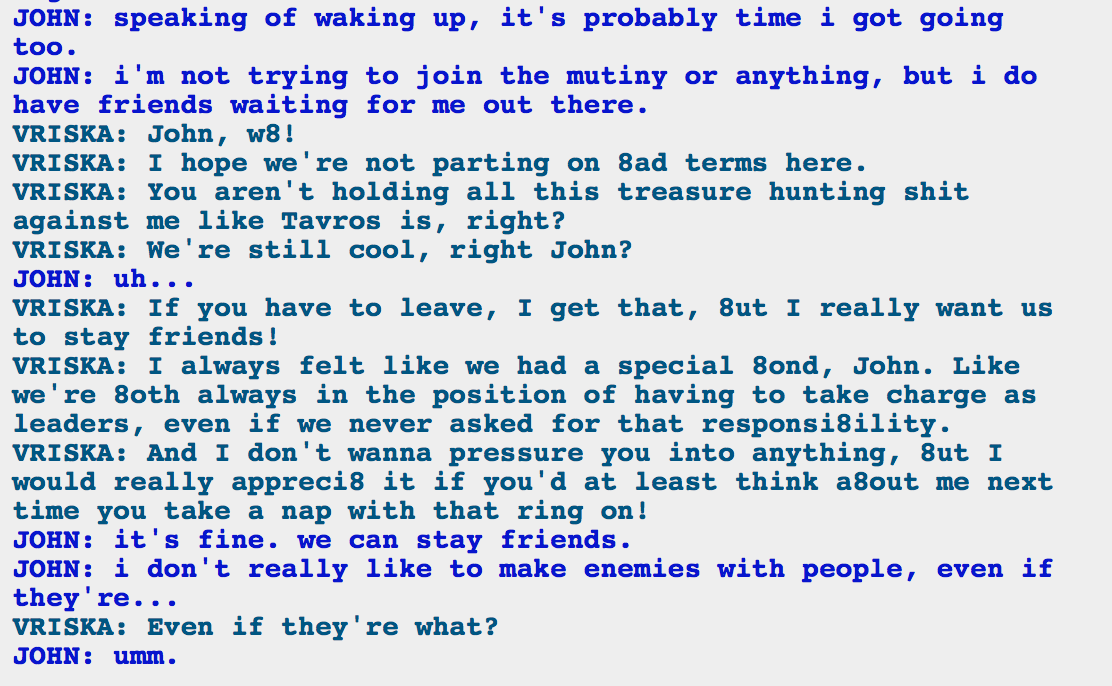 JOHN: speaking of waking up, it's probably time i got going
too.
JOHN: i'm not trying to join the mutiny or anything, but i do
have friends waiting for me out there.
VRISKA: John, w8!
VRISKA: I hope we're not parting on 8ad terms here.
VRISKA: You aren't holding all this treasure hunting shit
against me like Tavros is, right?
VRISKA: We're still cool, right John?
JOHN: uh...
VRISKA: If you have to leave, I get that, 8ut I really want us
to stay friends!
VRISKA: I always felt like we had a special 8ond, John. Like
we're 8oth always in the position of having to take charge as
leaders, even if we never asked for that responsi8ility.
VRISKA: And I don't wanna pressure you into anything, 8ut I
would really appreci8 it if you'd at least think a8out me next
time you take a nap with that ring on!
JOHN: it's fine. we can stay friends.
JOHN: i don't really like to make enemies with people, even if
they're...
VRISKA: Even if they're what?
JOHN: umm.